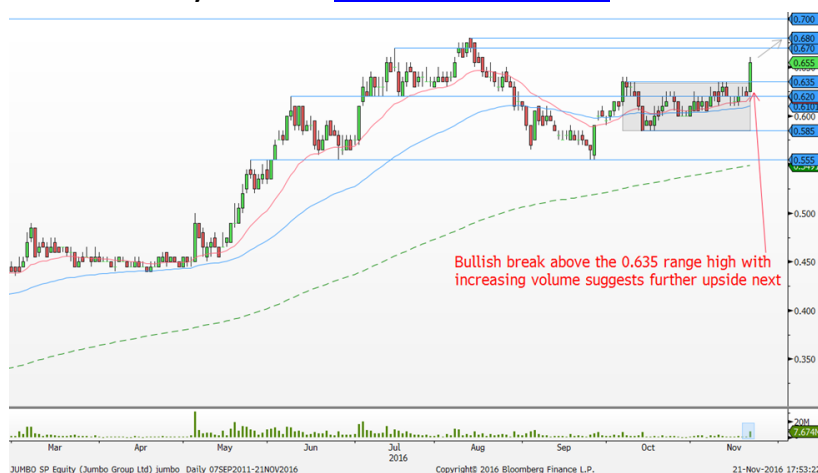 0.700
0.680
0.670
0.655
0.635
0.620
0.610
0.600
0.585
0.555
0.500
0.450
0.400
0.350
Bullish break above the 0.635 range high with
increasing volume suggests further upside next
20M
7.674M
Mar Apr May Jun Jul Aug Sep Oct Nov
2016
JUMBO SP Equity (Jumbo Group Ltd) jumbo Daily 07SEP2011-21NOV2016 Copyright© 2016 Bloomberg Finance L.P. 21-Nov-2016 17:53:2